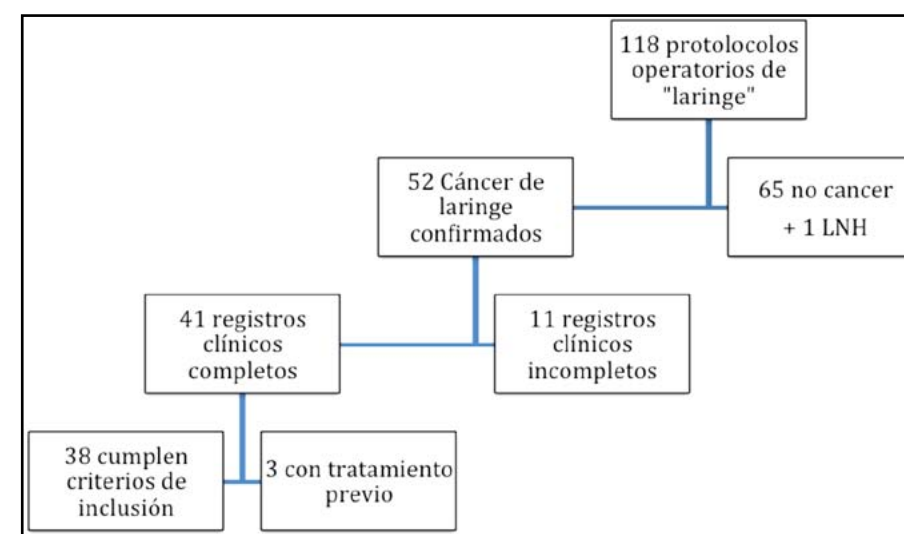 118 protolocolos
operatorios de
"laringe"
52 Cáncer de
laringe
confirmados
65 no cancer
+ 1 LNH
41 registros
clínicos
completos
11 registros
clínicos
incompletos
38 cumplen
criterios de
inclusión
3 con tratamiento
previo